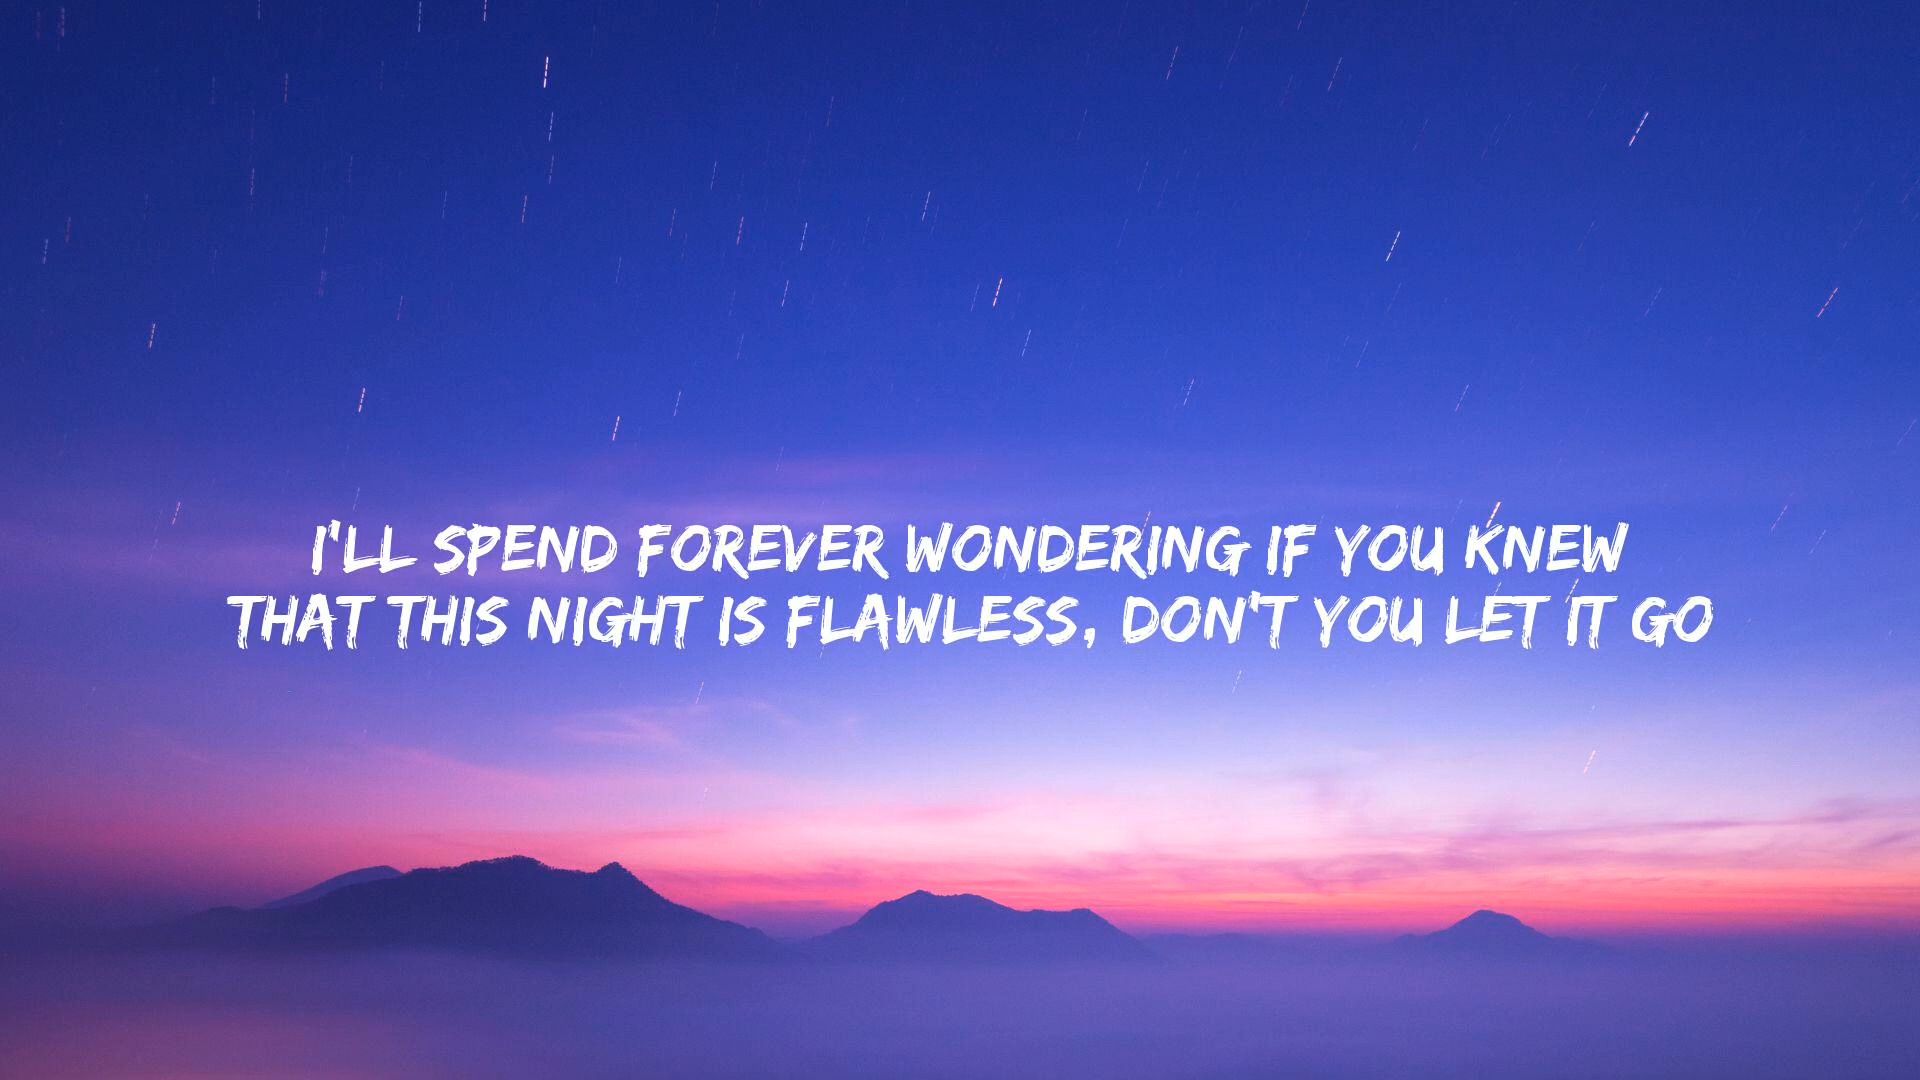 I'LL SPEND FOREVER WONDERING IF YOU KNEW
THAT THIS NIGHT IS FLAWLESS, DON'T YOU LET IT GO